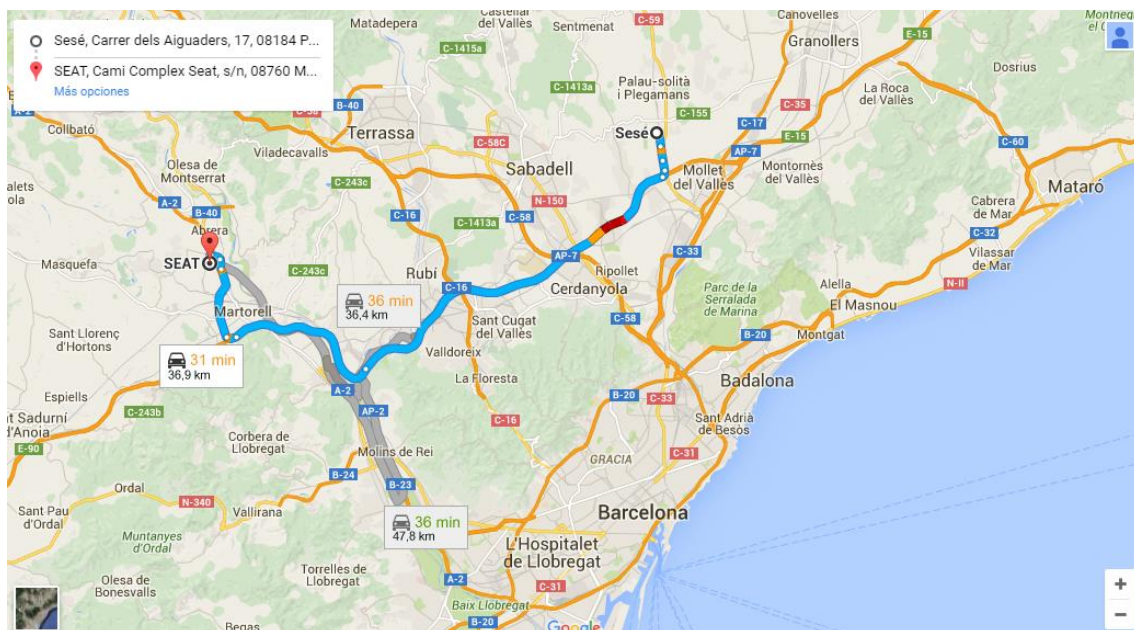 Sesé, Carrer dels Aiguaders, 17, 08184 P...
SEAT, Cami Complex Seat, s/n, 08760 M...
Más opciones
Matadepera
Castellar
del Vallès
Sentmenat
C-59
Canovelles
Granollers
E-15
Montneg
Dosrius
C-1415a
C-1413a
Palau-solità
i Plegamans
C-155
C-35
La Roca
del Vallès
B-40
Terrassa
C-58C
Sesé
C-17
E-15
C-60
A-2
Collbató
Viladecavalls
Olesa de
Montserrat
C-243c
Sabadell
AP-7
Mollet
del Vallès
Montornès
del Vallès
Mataró
A-2
B-40
Abrera
N-150
C-16
C-1413a
C-58
Cabrera
de Mar
C-32
Vilassar
de Mar
Masquefa
SEAT
C-243c
Rubí
AP-7
Ripollet
C-33
N-II
C-16
Cerdanyola
Parc de la
Serralada
de Marina
Alella
El Masnou
36 min
36,4 km
Martorell
Sant Llorenç
d'Hortons
Sant Cugat
del Vallès
C-58
B-20
Montgat
31 min
36,9 km
Valldoreix
La Floresta
A-2
Badalona
Espiells
AP-2
B-20
C-33
C-243b
C-16
Sant Adrià
de Besòs
t Sadurní
d'Anoia
E-90
Corbera de
Llobregat
Molins de Rei
C-31
GRACIA
B-24
B-23
Ordal
N-340
Vallirana
Sant Pau
d'Ordal
36 min
47,8 km
Barcelona
Muntanyes
d'Ordal
L'Hospitalet
de Llobregat
Torrelles de
Llobregat
A-2
C-31
Olesa de
Bonesvalls
Baix Llobregat
B-20
Begas
Google